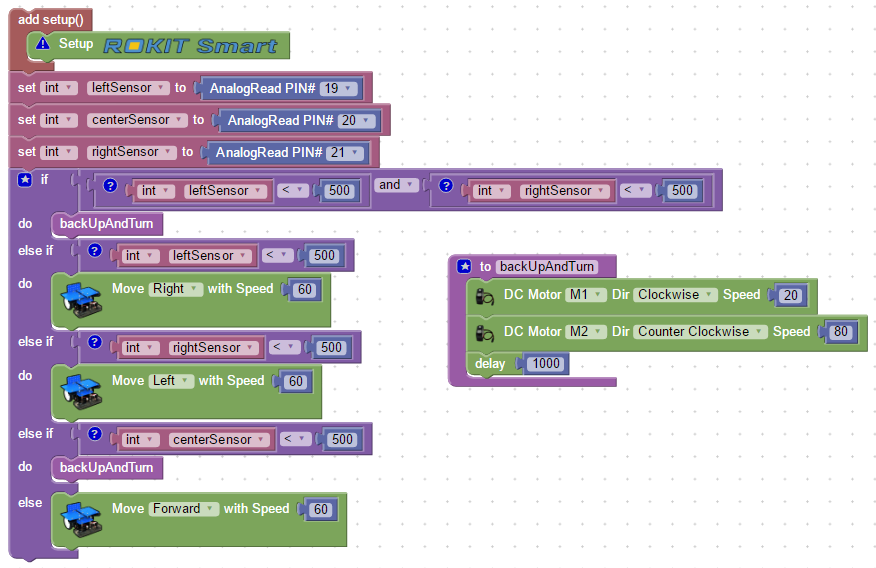 add setup()
Setup ROKIT Smart
set int leftSensor to AnalogRead PIN# 19
set int centerSensor to AnalogRead PIN# 20
set int rightSensor to AnalogRead PIN# 21
if ? int leftSensor < 500 and ? int rightSensor < 500
do backUpAndTurn
else if ? int leftSensor < 500
do Move Right with Speed 60
else if ? int rightSensor < 500
do Move Left with Speed 60
else if ? int centerSensor < 500
do backUpAndTurn
else Move Forward with Speed 60
to backUpAndTurn
DC Motor M1 Dir Clockwise Speed 20
DC Motor M2 Dir Counter Clockwise Speed 80
delay 1000